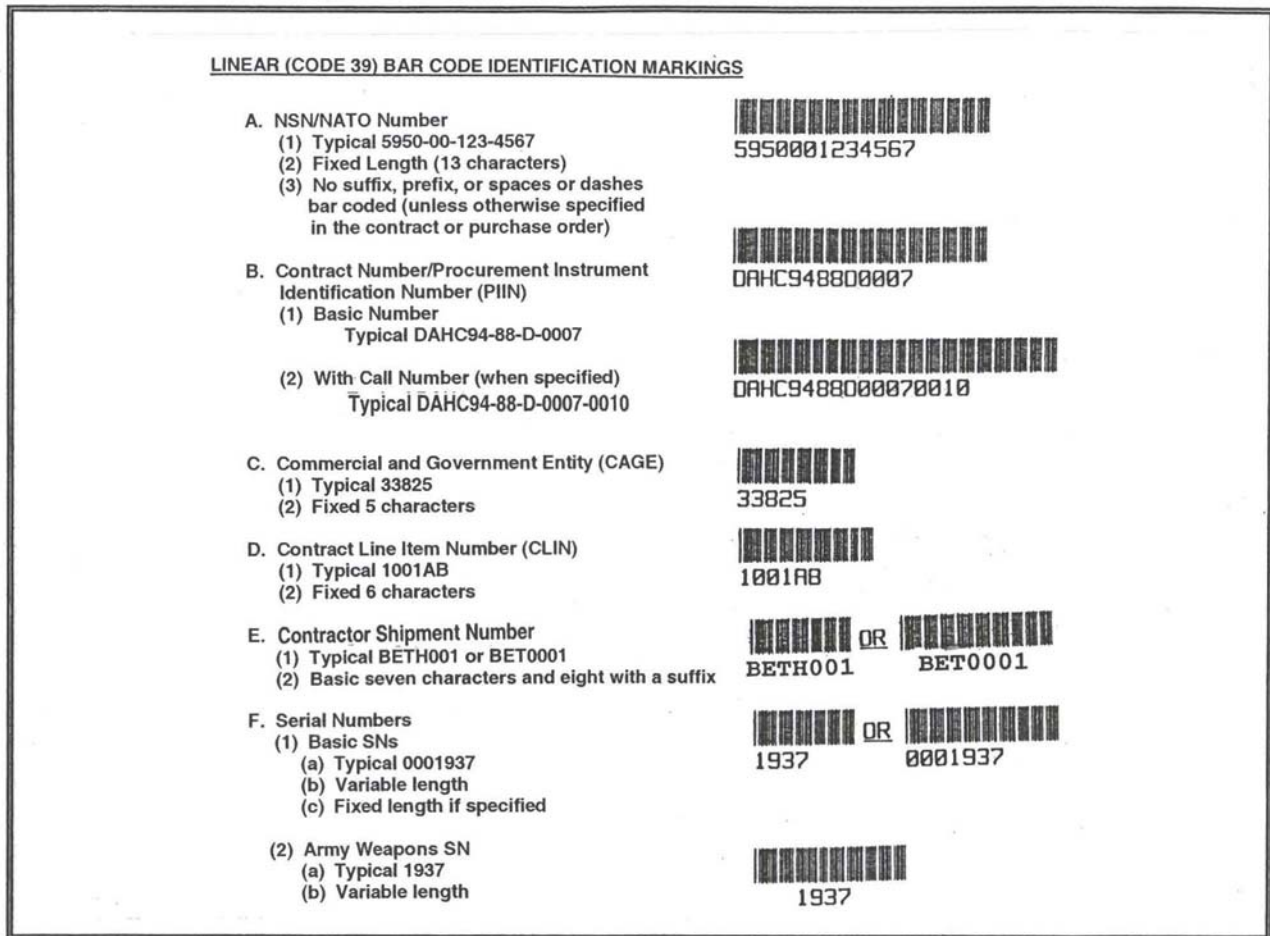 LINEAR (CODE 39) BAR CODE IDENTIFICATION MARKINGS
A. NSN/NATO Number
(1) Typical 5950-00-123-4567
(2) Fixed Length (13 characters)
(3) No suffix, prefix, or spaces or dashes
bar coded (unless otherwise specified
in the contract or purchase order)
5950001234567
B. Contract Number/Procurement Instrument
Identification Number (PIIN)
(1) Basic Number
Typical DAHC94-88-D-0007
DAHC9488D0007
(2) With Call Number (when specified)
Typical DAHC94-88-D-0007-0010
DAHC9488D00070010
C. Commercial and Government Entity (CAGE)
(1) Typical 33825
(2) Fixed 5 characters
33825
D. Contract Line Item Number (CLIN)
(1) Typical 1001AB
(2) Fixed 6 characters
1001AB
E. Contractor Shipment Number
(1) Typical BETH001 or BET0001
(2) Basic seven characters and eight with a suffix
OR
BETH001 BET0001
F. Serial Numbers
(1) Basic SNs
(a) Typical 0001937
(b) Variable length
(c) Fixed length if specified
OR
1937 0001937
(2) Army Weapons SN
(a) Typical 1937
(b) Variable length
1937